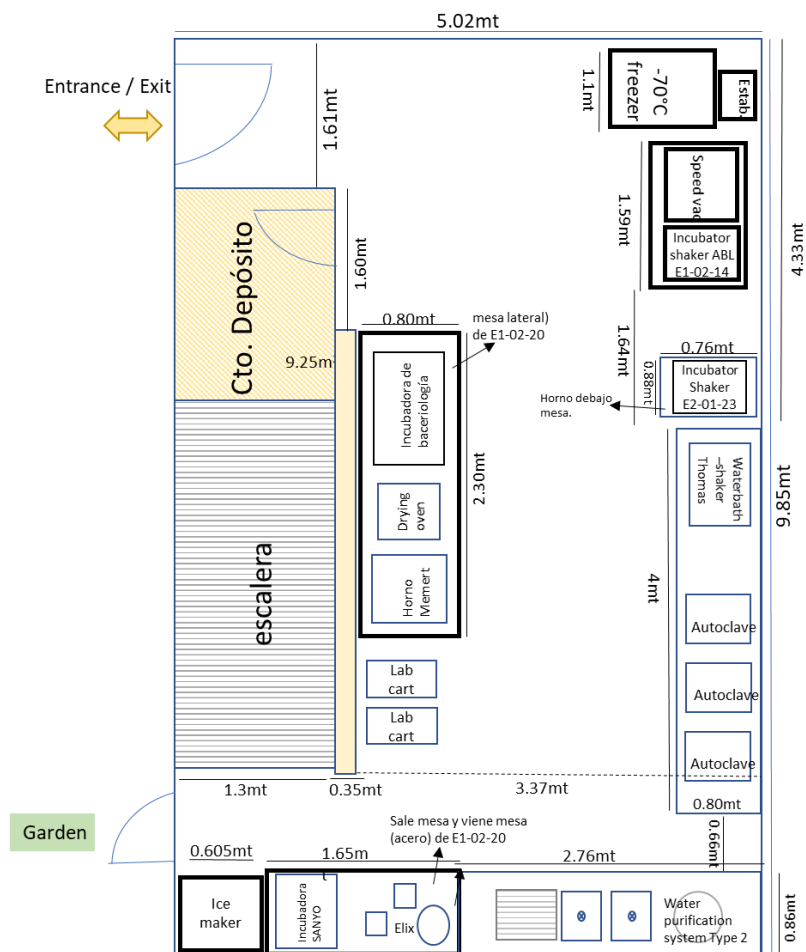 5.02mt
Entrance / Exit
1.61mt
1.1mt
-70°C
freezer
Estab.
Speed vac
Incubator
shaker ABL
E1-02-14
1.59mt
4.33mt
Cto. Depósito
1.60mt
9.25m
0.80mt
mesa lateral)
de E1-02-20
1.64mt
0.76mt
0.88mt
Incubator
Shaker
E2-01-23
Horno debajo
mesa.
Incubadora de
baceriología
Drying
oven
Horno
Memert
2.30mt
Waterbath
–shaker
Thomas
9.85mt
escalera
4mt
Autoclave
Autoclave
Autoclave
Lab
cart
Lab
cart
1.3mt
0.35mt
3.37mt
0.80mt
Garden
Sale mesa y viene mesa
(acero) de E1-02-20
0.605mt
1.65m
t
2.76mt
0.66mt
Ice
maker
Incubadora
SANYO
Elix
Water
purification
system Type 2
0.86mt